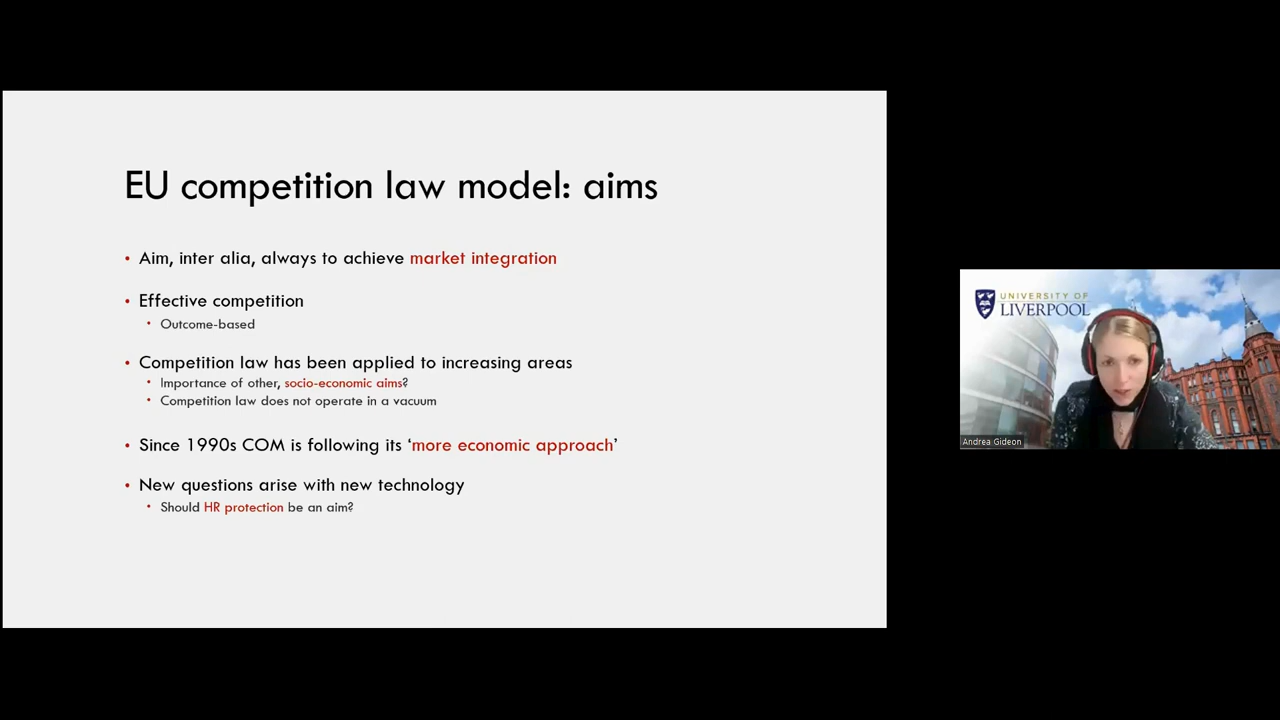 EU competition law model: aims
• Aim, inter alia, always to achieve market integration
• Effective competition
• Outcome-based
• Competition law has been applied to increasing areas
• Importance of other, socio-economic aims?
• Competition law does not operate in a vacuum
• Since 1990s COM is following its ‘more economic approach’
• New questions arise with new technology
• Should HR protection be an aim?
UNIVERSITY OF
LIVERPOOL
Andrea Gideon